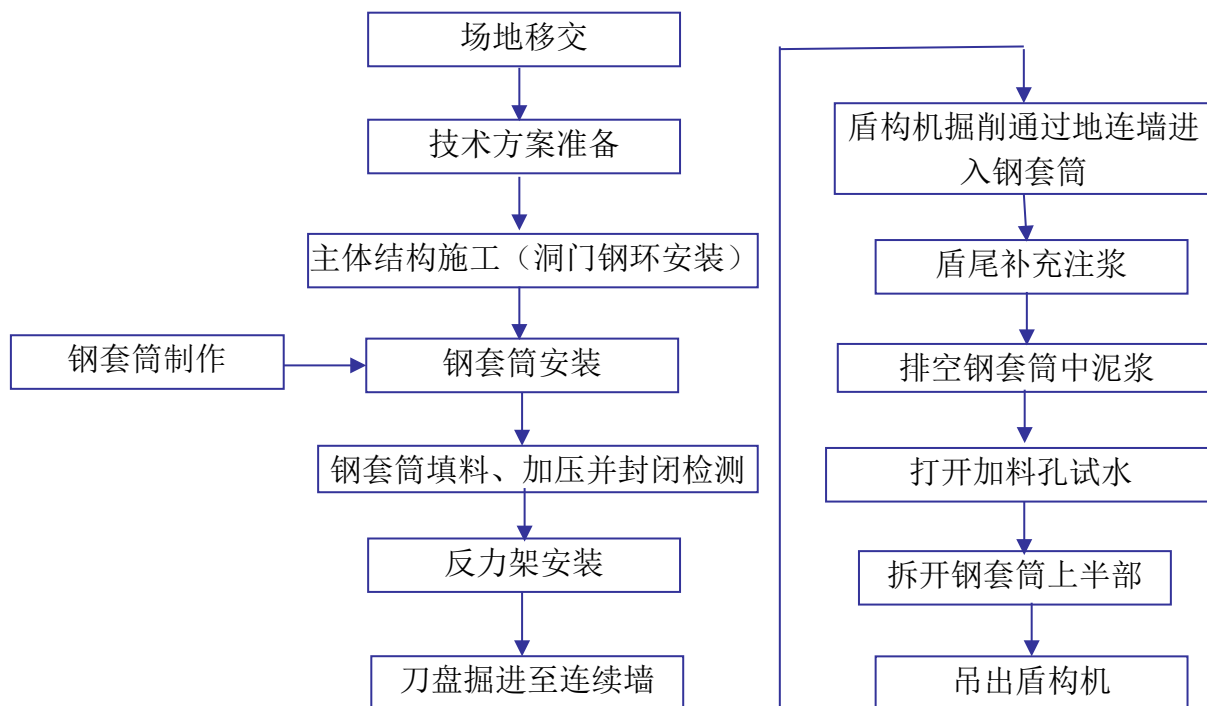 场地移交
技术方案准备
主体结构施工（洞门钢环安装）
钢套筒制作
钢套筒安装
钢套筒填料、加压并封闭检测
反力架安装
刀盘掘进至连续墙
盾构机掘削通过地连墙进
入钢套筒
盾尾补充注浆
排空钢套筒中泥浆
打开加料孔试水
拆开钢套筒上半部
吊出盾构机